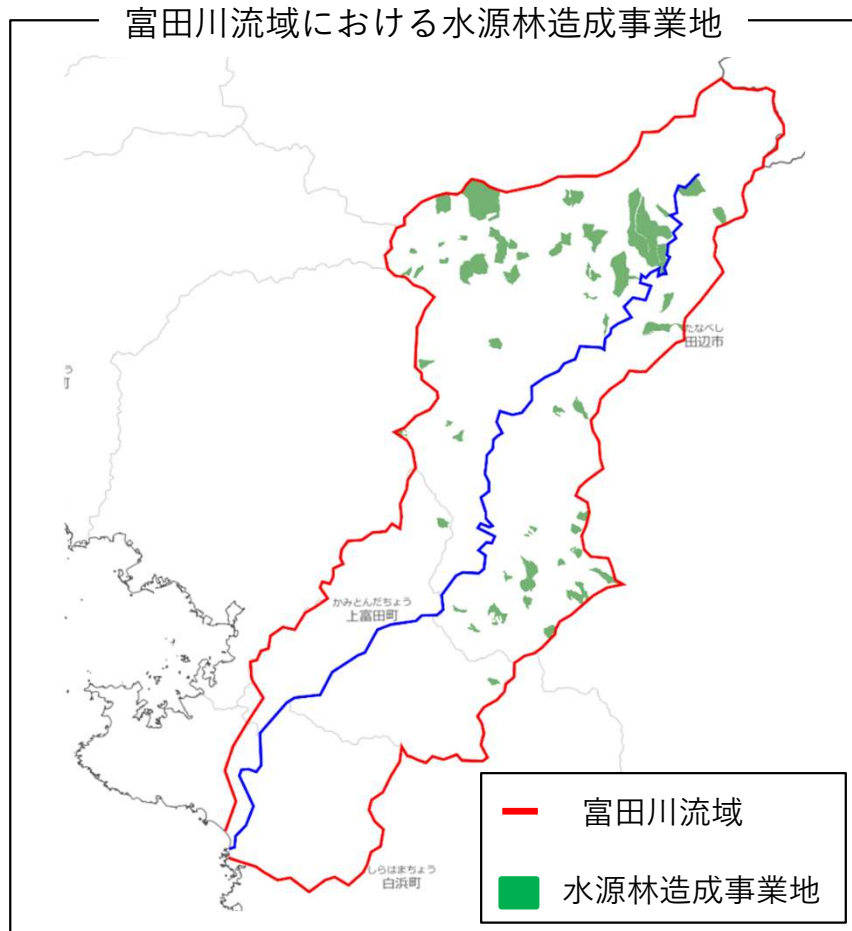 富田川流域における水源林造成事業地
う
町
たなべし
田辺市
かみとんだちょう
上富田町
しらはまちょう
白浜町
富田川流域
水源林造成事業地